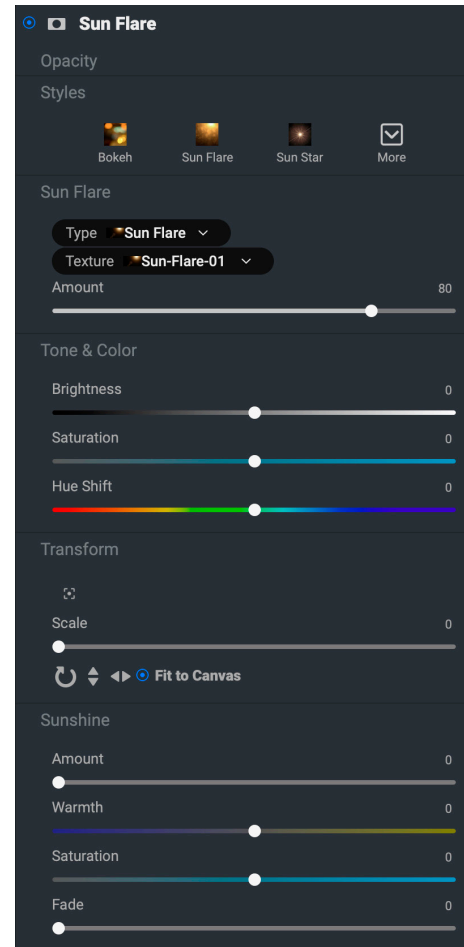 Sun Flare
Opacity
Styles
Bokeh Sun Flare Sun Star More
Sun Flare
Type Sun Flare
Texture Sun-Flare-01
Amount 80
Tone & Color
Brightness 0
Saturation 0
Hue Shift 0
Transform
Scale 0
Fit to Canvas
Sunshine
Amount 0
Warmth 0
Saturation 0
Fade 0